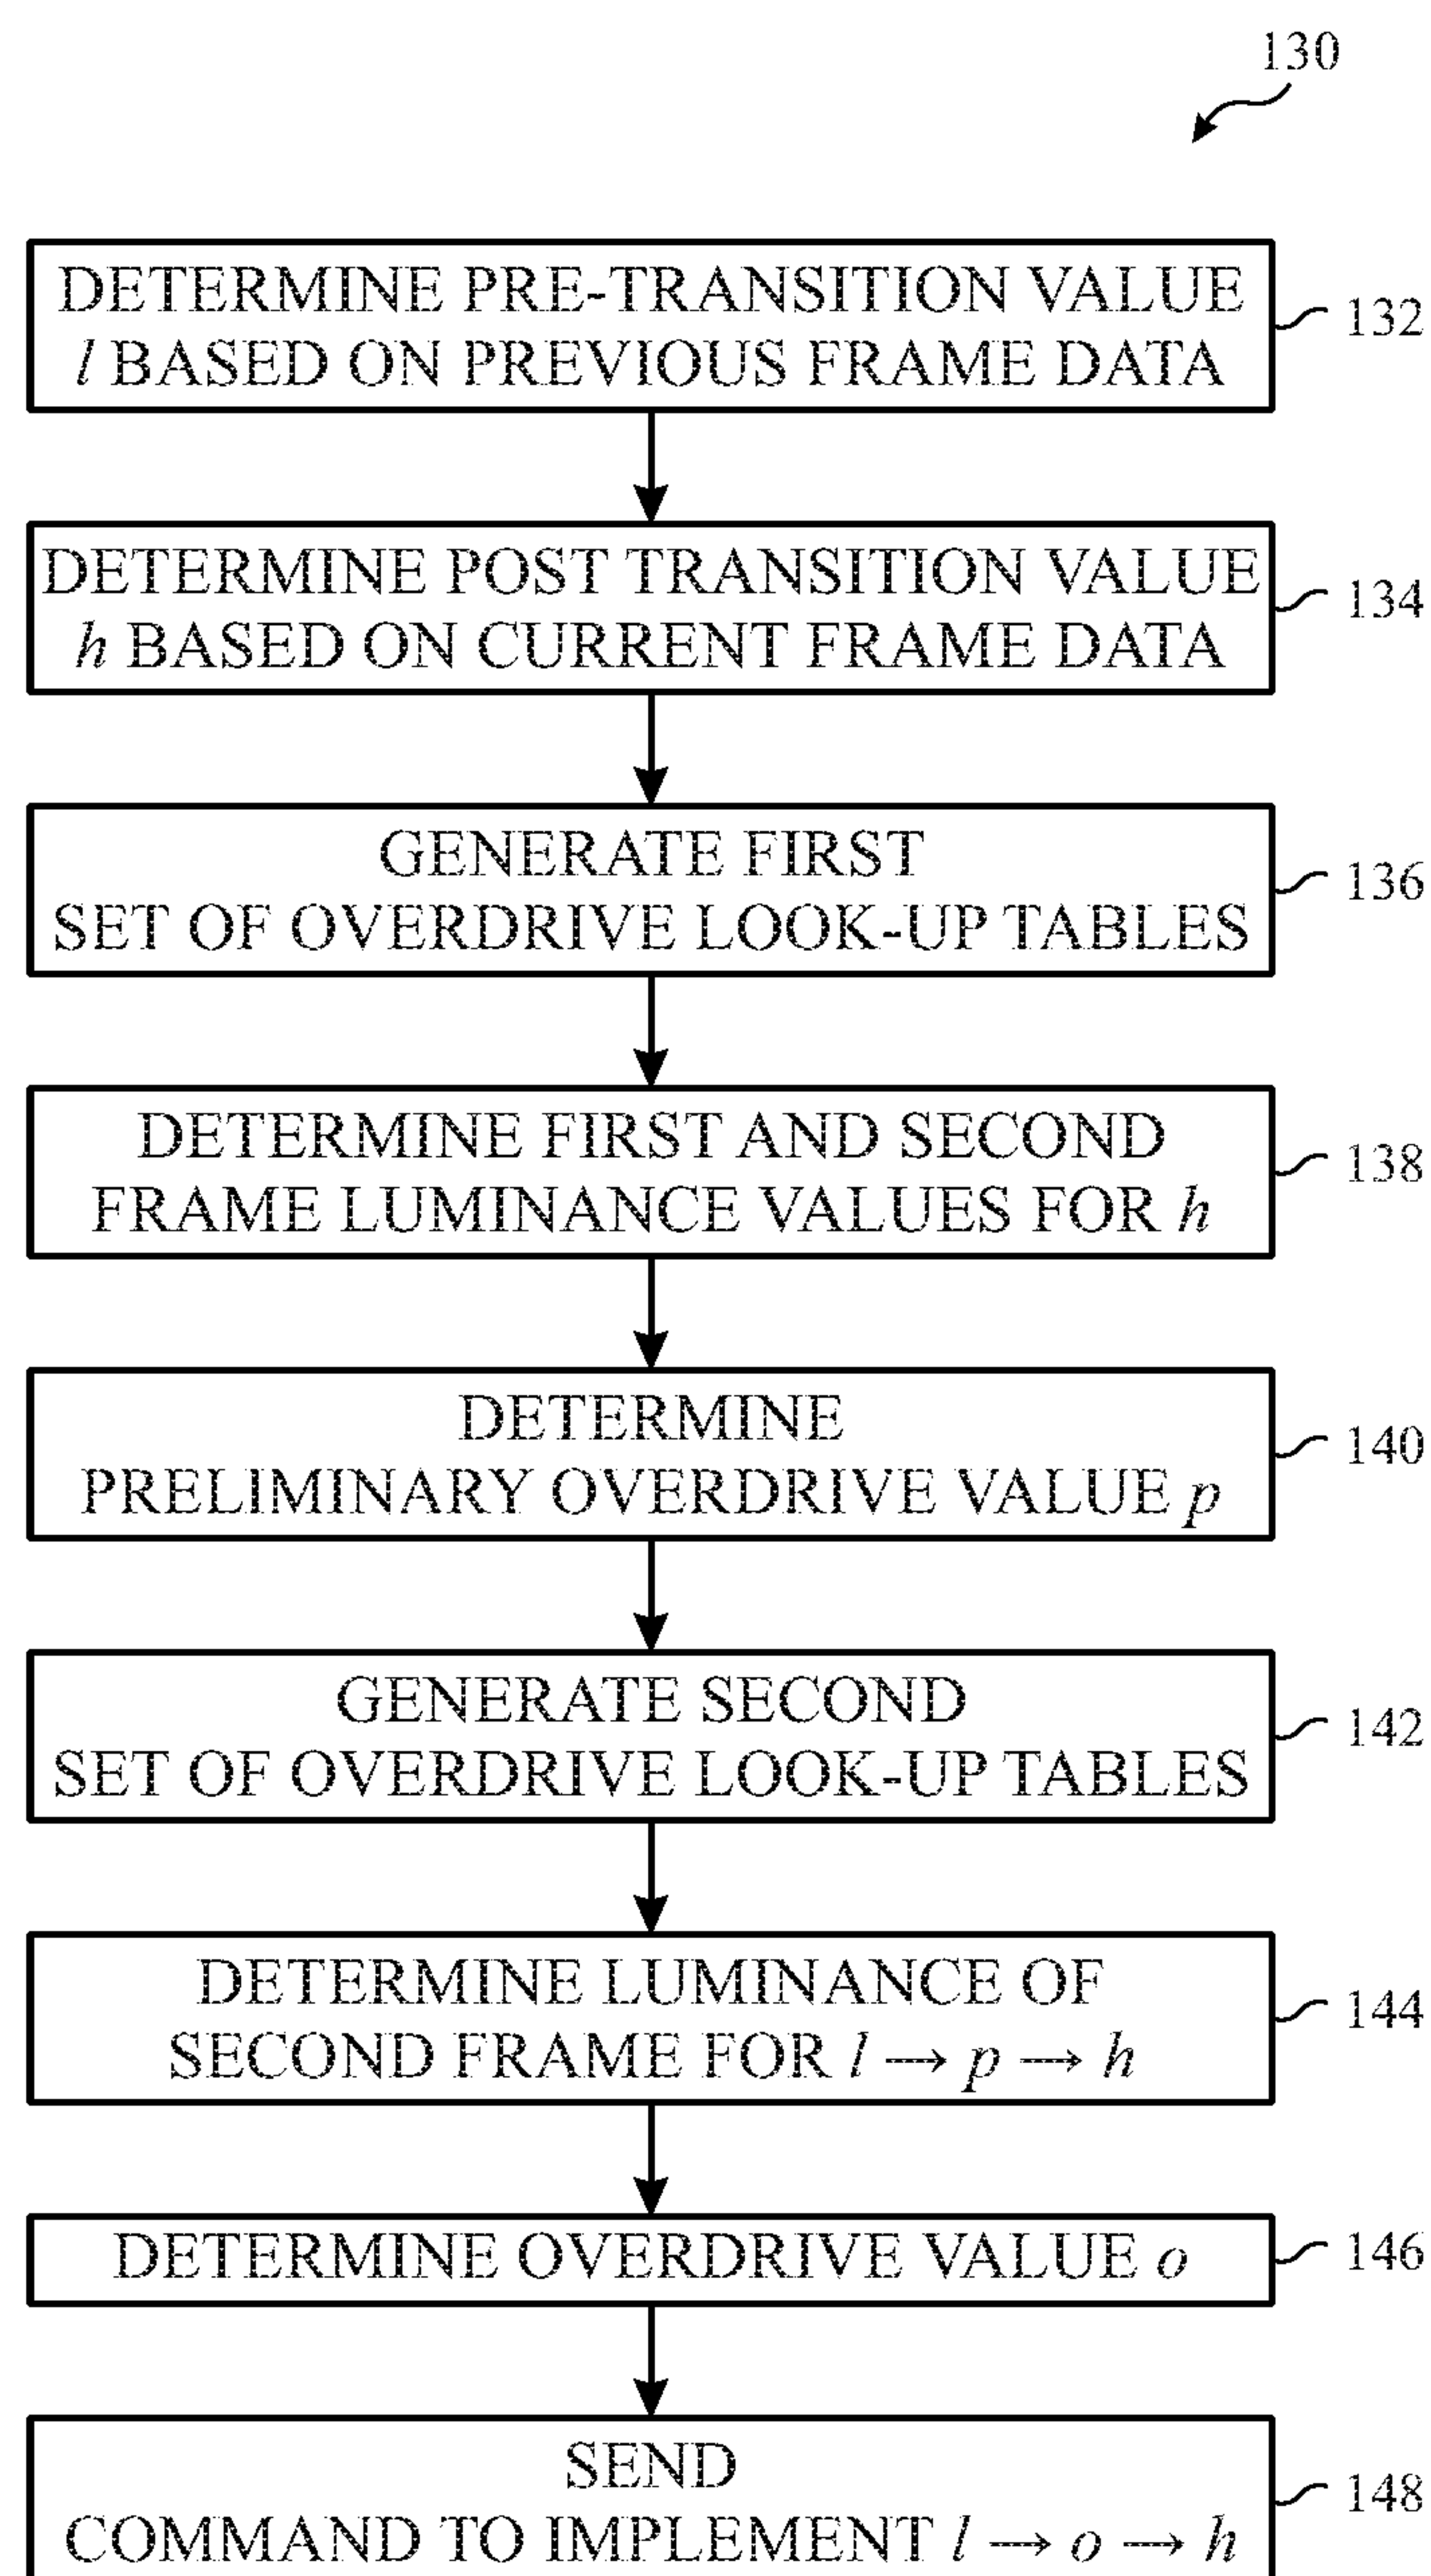 130
DETERMINE PRE-TRANSITION VALUE
l BASED ON PREVIOUS FRAME DATA
132
DETERMINE POST TRANSITION VALUE
h BASED ON CURRENT FRAME DATA
134
GENERATE FIRST
SET OF OVERDRIVE LOOK-UP TABLES
136
DETERMINE FIRST AND SECOND
FRAME LUMINANCE VALUES FOR h
138
DETERMINE
PRELIMINARY OVERDRIVE VALUE p
140
GENERATE SECOND
SET OF OVERDRIVE LOOK-UP TABLES
142
DETERMINE LUMINANCE OF
SECOND FRAME FOR l → p → h
144
DETERMINE OVERDRIVE VALUE o
146
SEND
COMMAND TO IMPLEMENT l → o → h
148